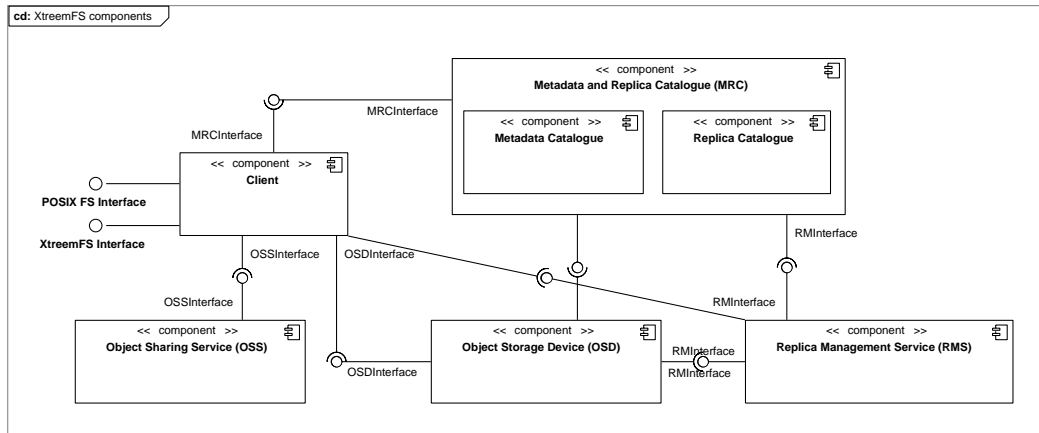 cd: XtreemFS components
<< component >>
Metadata and Replica Catalogue (MRC)
MRCInterface
MRCInterface
<< component >>
Metadata Catalogue
<< component >>
Replica Catalogue
<< component >>
Client
POSIX FS Interface
XtreemFS Interface
RMInterface
OSSInterface
OSDInterface
OSSInterface
RMInterface
<< component >>
Object Sharing Service (OSS)
<< component >>
Object Storage Device (OSD)
<< component >>
Replica Management Service (RMS)
RMInterface
OSDInterface
RMInterface